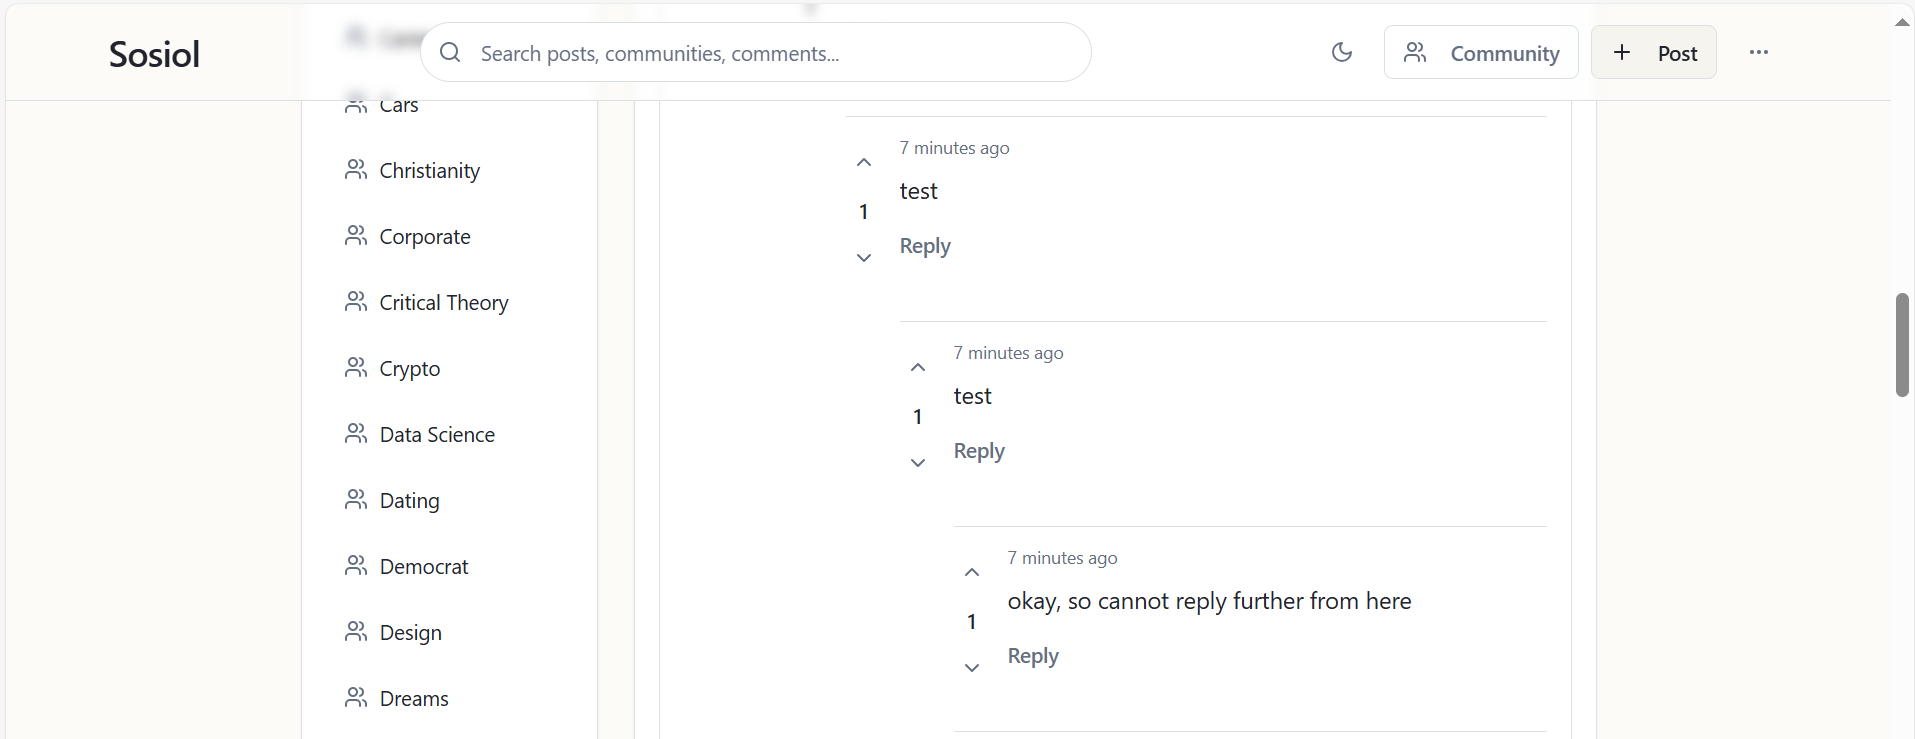 Sosiol
Search posts, communities, comments...
Community
Post
Cars
Christianity
Corporate
Critical Theory
Crypto
Data Science
Dating
Democrat
Design
Dreams
7 minutes ago
test
1
Reply
7 minutes ago
test
1
Reply
7 minutes ago
okay, so cannot reply further from here
1
Reply